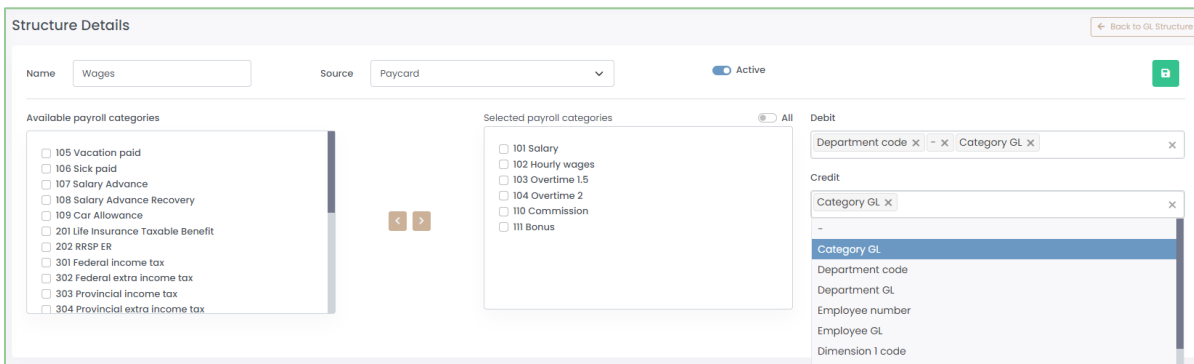 Structure Details
← Back to GL Structure
Name Wages Source Paycard Active
Available payroll categories
105 Vacation paid
106 Sick paid
107 Salary Advance
108 Salary Advance Recovery
109 Car Allowance
201 Life Insurance Taxable Benefit
202 RRSP ER
301 Federal income tax
302 Federal extra income tax
303 Provincial income tax
304 Provincial extra income tax
< >
Selected payroll categories All
101 Salary
102 Hourly wages
103 Overtime 1.5
104 Overtime 2
110 Commission
111 Bonus
Debit
Department code × - × Category GL × ×
Credit
Category GL × ×
-
Category GL
Department code
Department GL
Employee number
Employee GL
Dimension 1 code